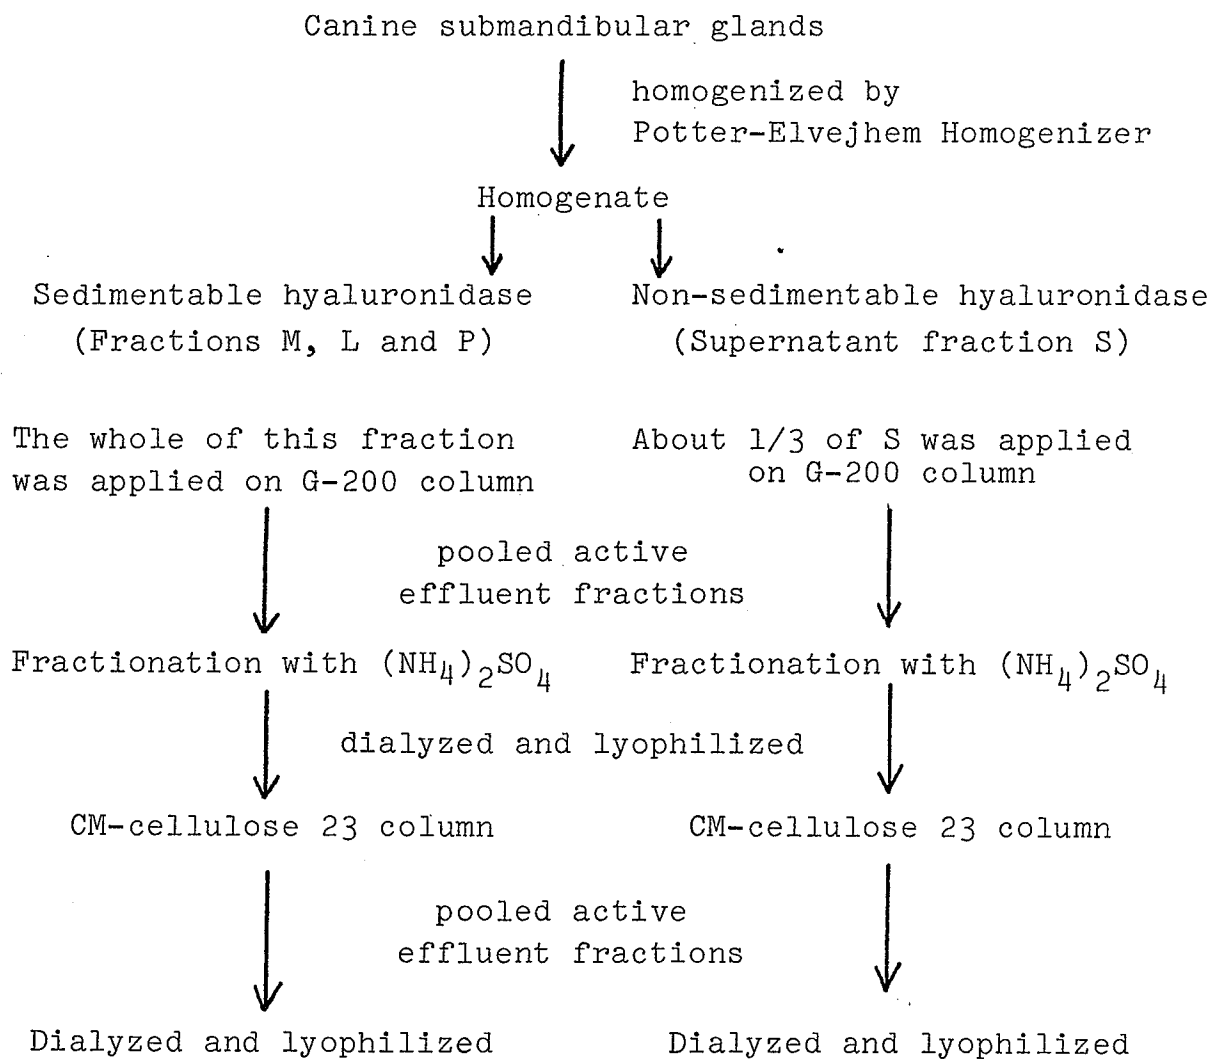 Canine submandibular glands
homogenized by
Potter-Elvejhem Homogenizer
Homogenate
Sedimentable hyaluronidase
(Fractions M, L and P)
Non-sedimentable hyaluronidase
(Supernatant fraction S)
The whole of this fraction
was applied on G-200 column
About 1/3 of S was applied
on G-200 column
pooled active
effluent fractions
Fractionation with (NH₄)₂SO₄
Fractionation with (NH₄)₂SO₄
dialyzed and lyophilized
CM-cellulose 23 column
CM-cellulose 23 column
pooled active
effluent fractions
Dialyzed and lyophilized
Dialyzed and lyophilized